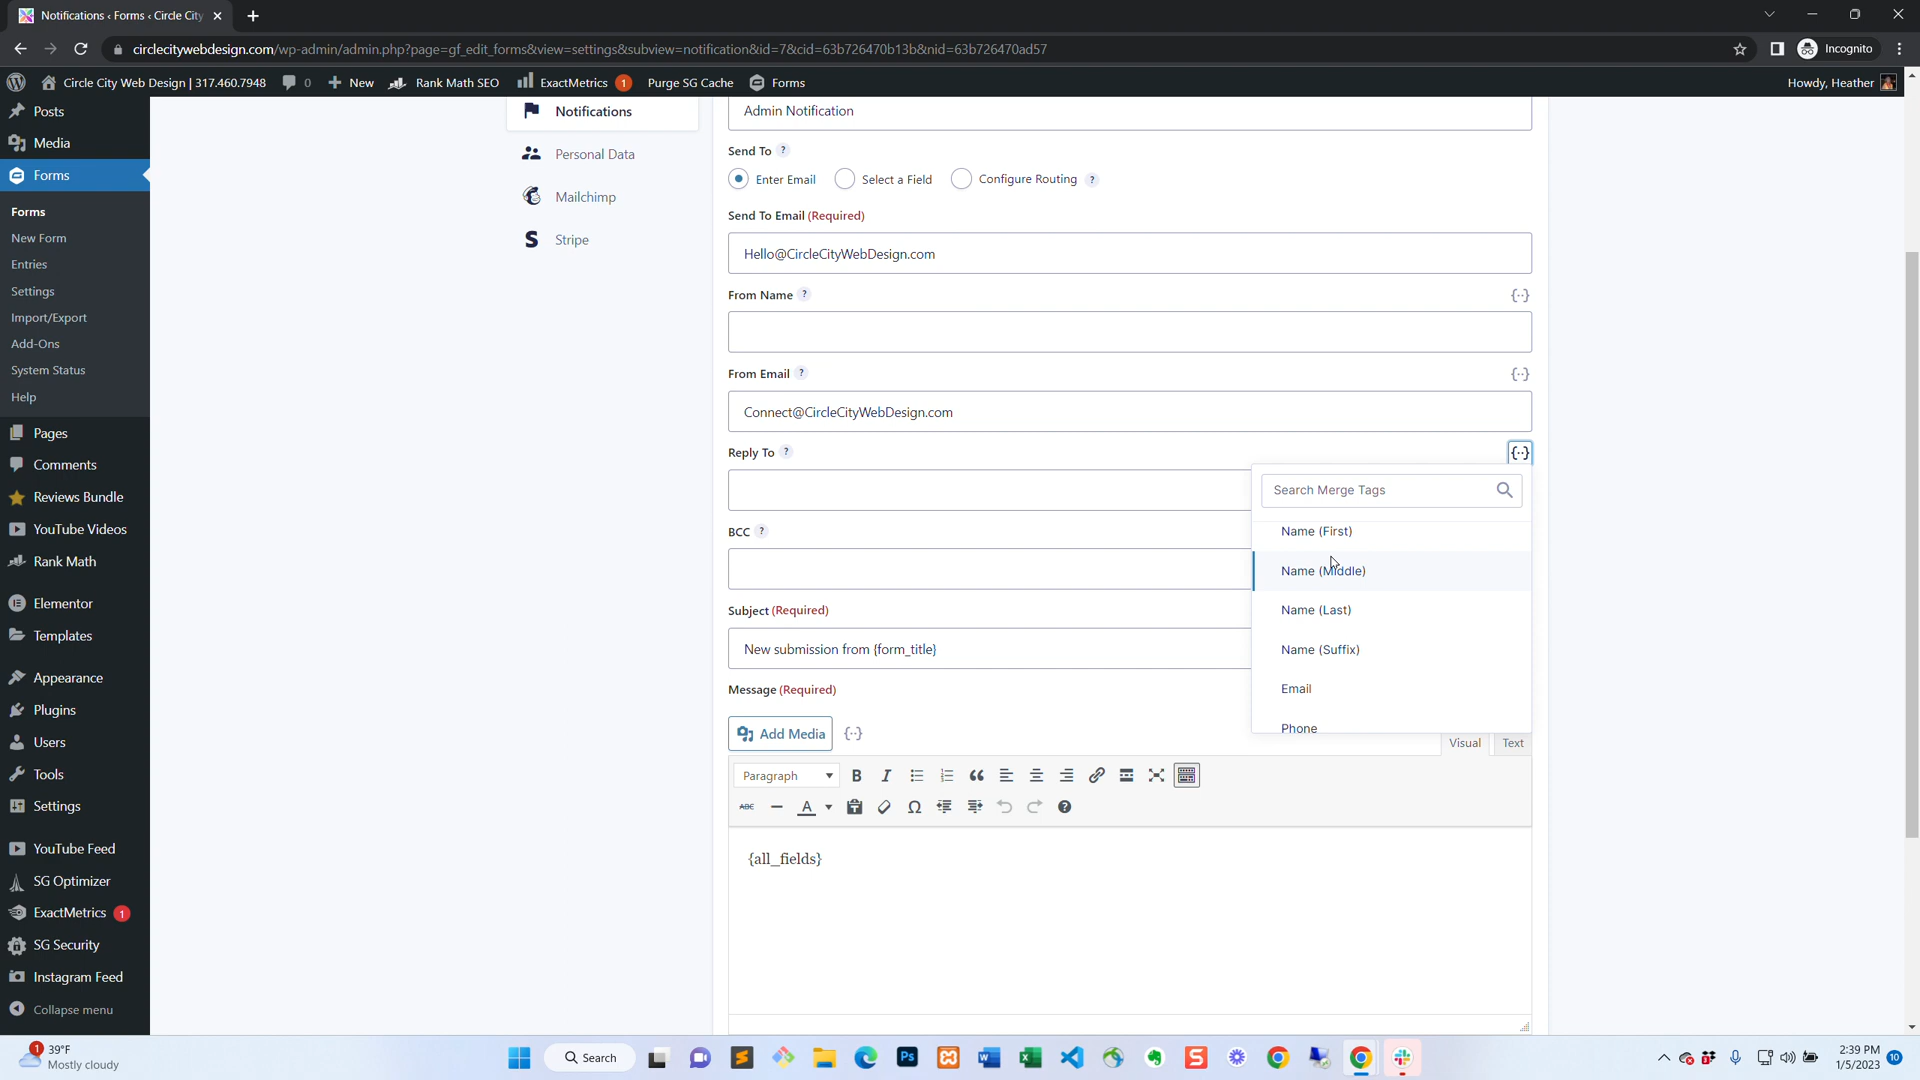 Notifications ‹ Forms ‹ Circle City
circlecitywebdesign.com/wp-admin/admin.php?page=gf_edit_forms&view=settings&subview=notification&id=7&cid=63b726470b13b&nid=63b726470ad57
Incognito
Circle City Web Design | 317.460.7948
0
New
Rank Math SEO
ExactMetrics 1
Purge SG Cache
Forms
Howdy, Heather
Posts
Media
Forms
Forms
New Form
Entries
Settings
Import/Export
Add-Ons
System Status
Help
Pages
Comments
Reviews Bundle
YouTube Videos
Rank Math
Elementor
Templates
Appearance
Plugins
Users
Tools
Settings
YouTube Feed
SG Optimizer
ExactMetrics 1
SG Security
Instagram Feed
Collapse menu
Notifications
Personal Data
Mailchimp
Stripe
Admin Notification
Send To ?
Enter Email
Select a Field
Configure Routing ?
Send To Email (Required)
Hello@CircleCityWebDesign.com
From Name ?
From Email ?
Connect@CircleCityWebDesign.com
Reply To ?
Search Merge Tags
Name (First)
Name (Middle)
Name (Last)
Name (Suffix)
Email
Phone
BCC ?
Subject (Required)
New submission from {form_title}
Message (Required)
Add Media
Visual
Text
Paragraph
B
I
ABC
A
{all_fields}
1
39°F
Mostly cloudy
Search
2:39 PM
1/5/2023
10